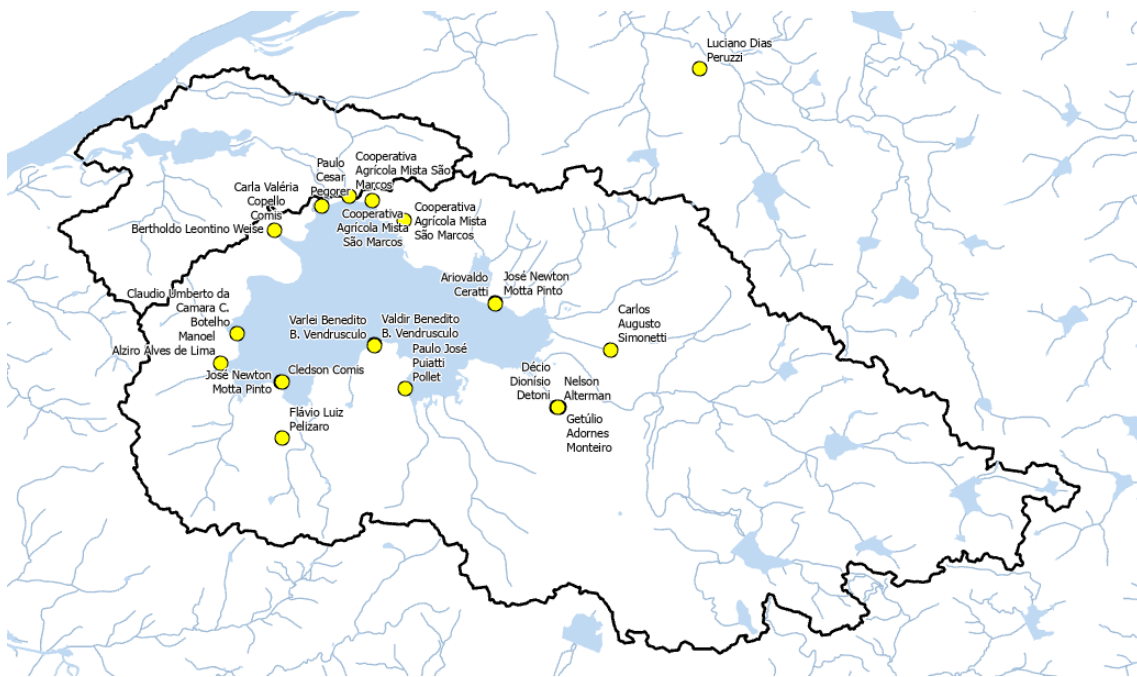 Luciano Dias
Peruzzi
Cooperativa
Agrícola Mista São
Marcos
Paulo
Cesar
Pegorer
Carla Valéria
Copello
Comis
Bertholdo Leontino Weise
Cooperativa
Agrícola Mista
São Marcos
Cooperativa
Agrícola Mista
São Marcos
Ariovaldo
Ceratti
José Newton
Motta Pinto
Claudio Umberto da
Camara C.
Botelho
Manoel
Alziro Alves de Lima
Varlei Benedito
B. Vendrusculo
Valdir Benedito
B. Vendrusculo
Carlos
Augusto
Simonetti
Paulo José
Puiatti
Pollet
José Newton
Motta Pinto
Cledson Comis
Décio
Dionísio
Detoni
Nelson
Alterman
Getúlio
Adornes
Monteiro
Flávio Luiz
Pelizaro